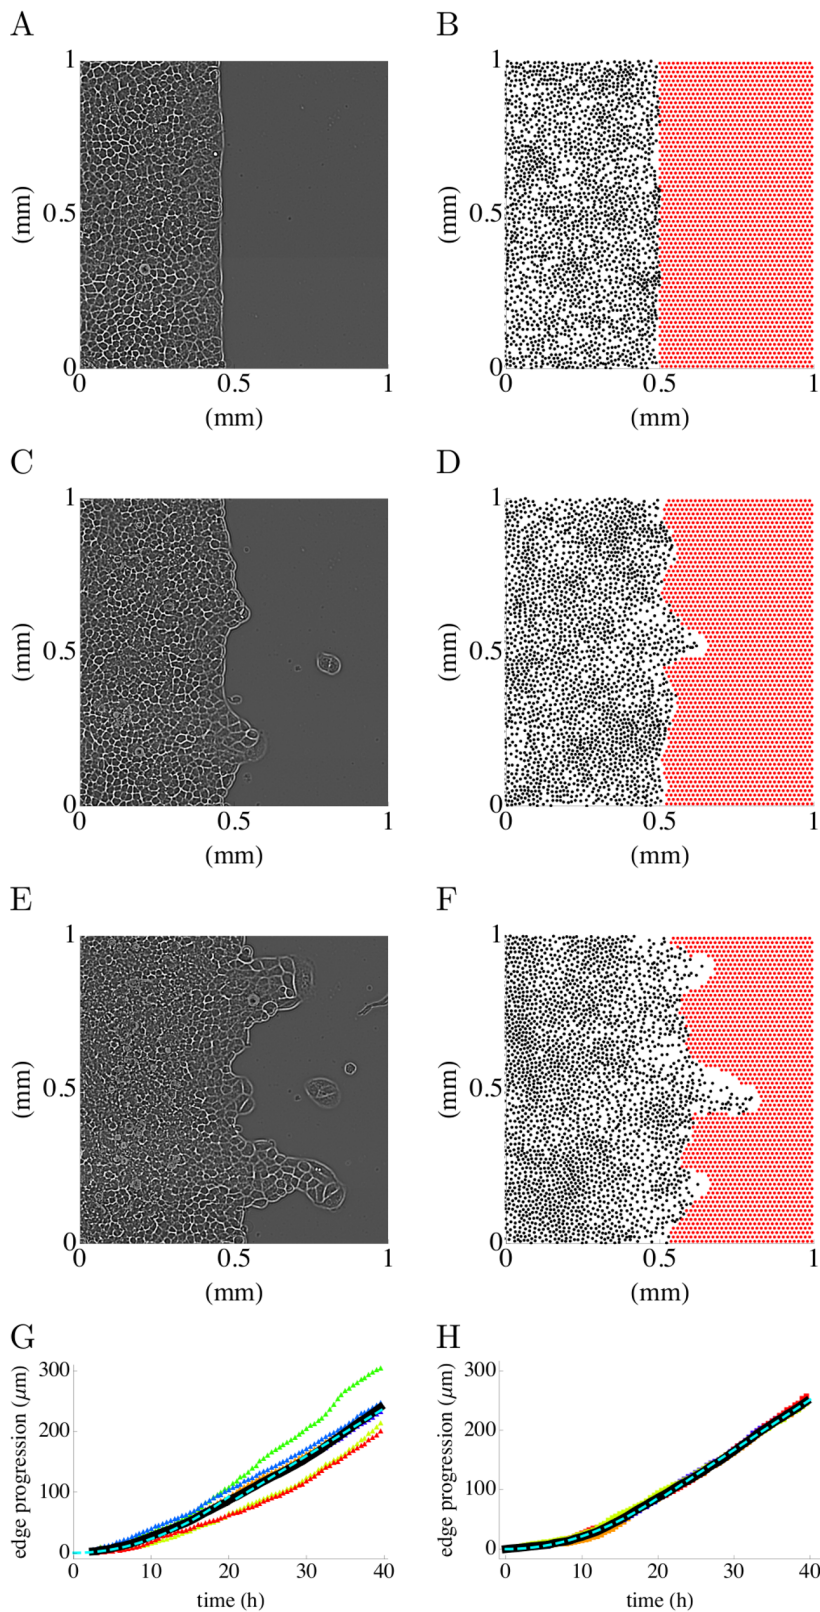 A B
1 1
(mm) 0.5 (mm) 0.5
0 0
0 0.5 1 0 0.5 1
(mm) (mm)
C D
1 1
(mm) 0.5 (mm) 0.5
0 0
0 0.5 1 0 0.5 1
(mm) (mm)
E F
1 1
(mm) 0.5 (mm) 0.5
0 0
0 0.5 1 0 0.5 1
(mm) (mm)
G H
edge progression (μm) edge progression (μm)
300 300
200 200
100 100
0 0
0 10 20 30 40 0 10 20 30 40
time (h) time (h)